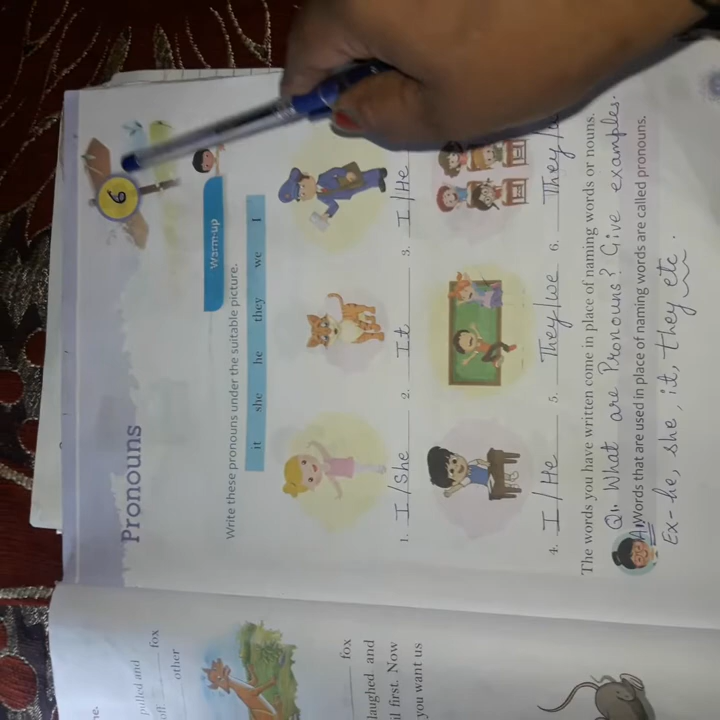 6
Pronouns
Warm-up
Write these pronouns under the suitable picture.
it she he they we I
1. I/She 2. It 3. I/He
4. I/He 5. They/we 6. They/
The words you have written come in place of naming words or nouns.
Q1. What are Pronouns? Give examples.
A. Words that are used in place of naming words are called pronouns.
Ex- he, she, it, they etc.
pulled and
off. fox
other
fox
laughed and
first. Now
you want us